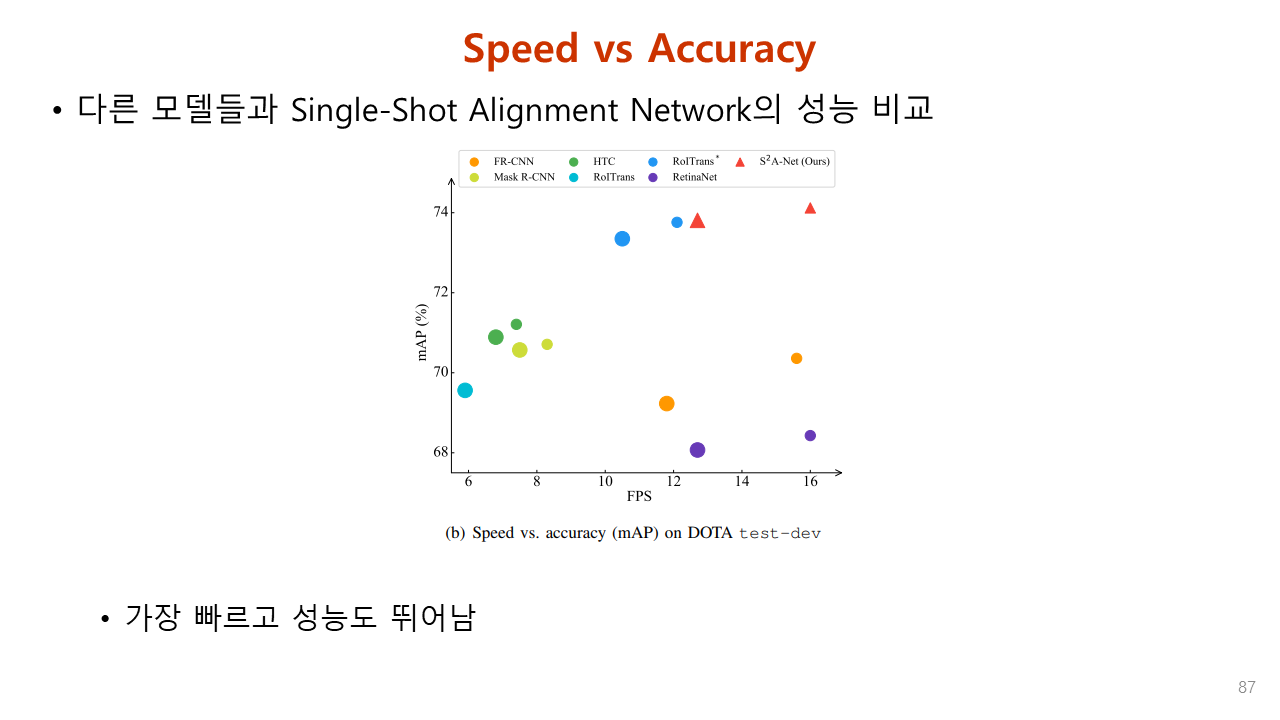 Speed vs Accuracy
• 다른 모델들과 Single-Shot Alignment Network의 성능 비교
FR-CNN HTC RoITrans* S²A-Net (Ours)
Mask R-CNN RoITrans RetinaNet
74
72
70
68
mAP (%)
6 8 10 12 14 16
FPS
(b) Speed vs. accuracy (mAP) on DOTA test-dev
• 가장 빠르고 성능도 뛰어남
87